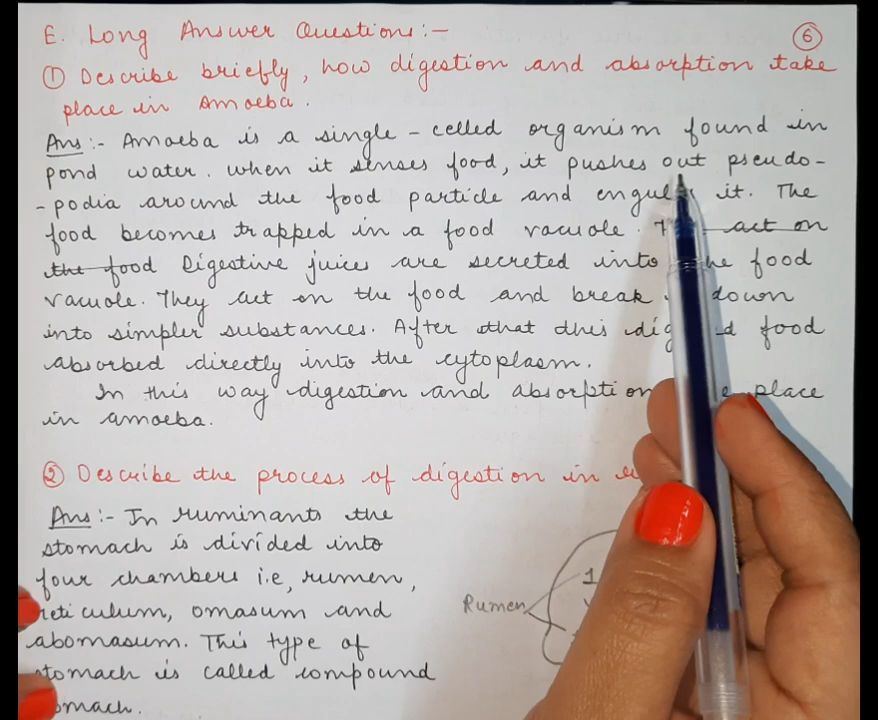 E. Long Answer Questions:- 6
① Describe briefly, how digestion and absorption take
place in Amoeba.
Ans:- Amoeba is a single-celled organism found in
pond water. when it senses food, it pushes out pseudo-
-podia around the food particle and engulf it. The
food becomes trapped in a food vacuole. act on
the food Digestive juices are secreted into the food
vacuole. They act on the food and break down
into simpler substances. After that this food
absorbed directly into the cytoplasm.
In this way digestion and absorption place
in amoeba.
② Describe the process of digestion in
Ans:- In ruminants the
stomach is divided into
four chambers i.e, rumen,
reticulum, omasum and
abomasum. This type of
stomach is called compound
stomach.
Rumen 1